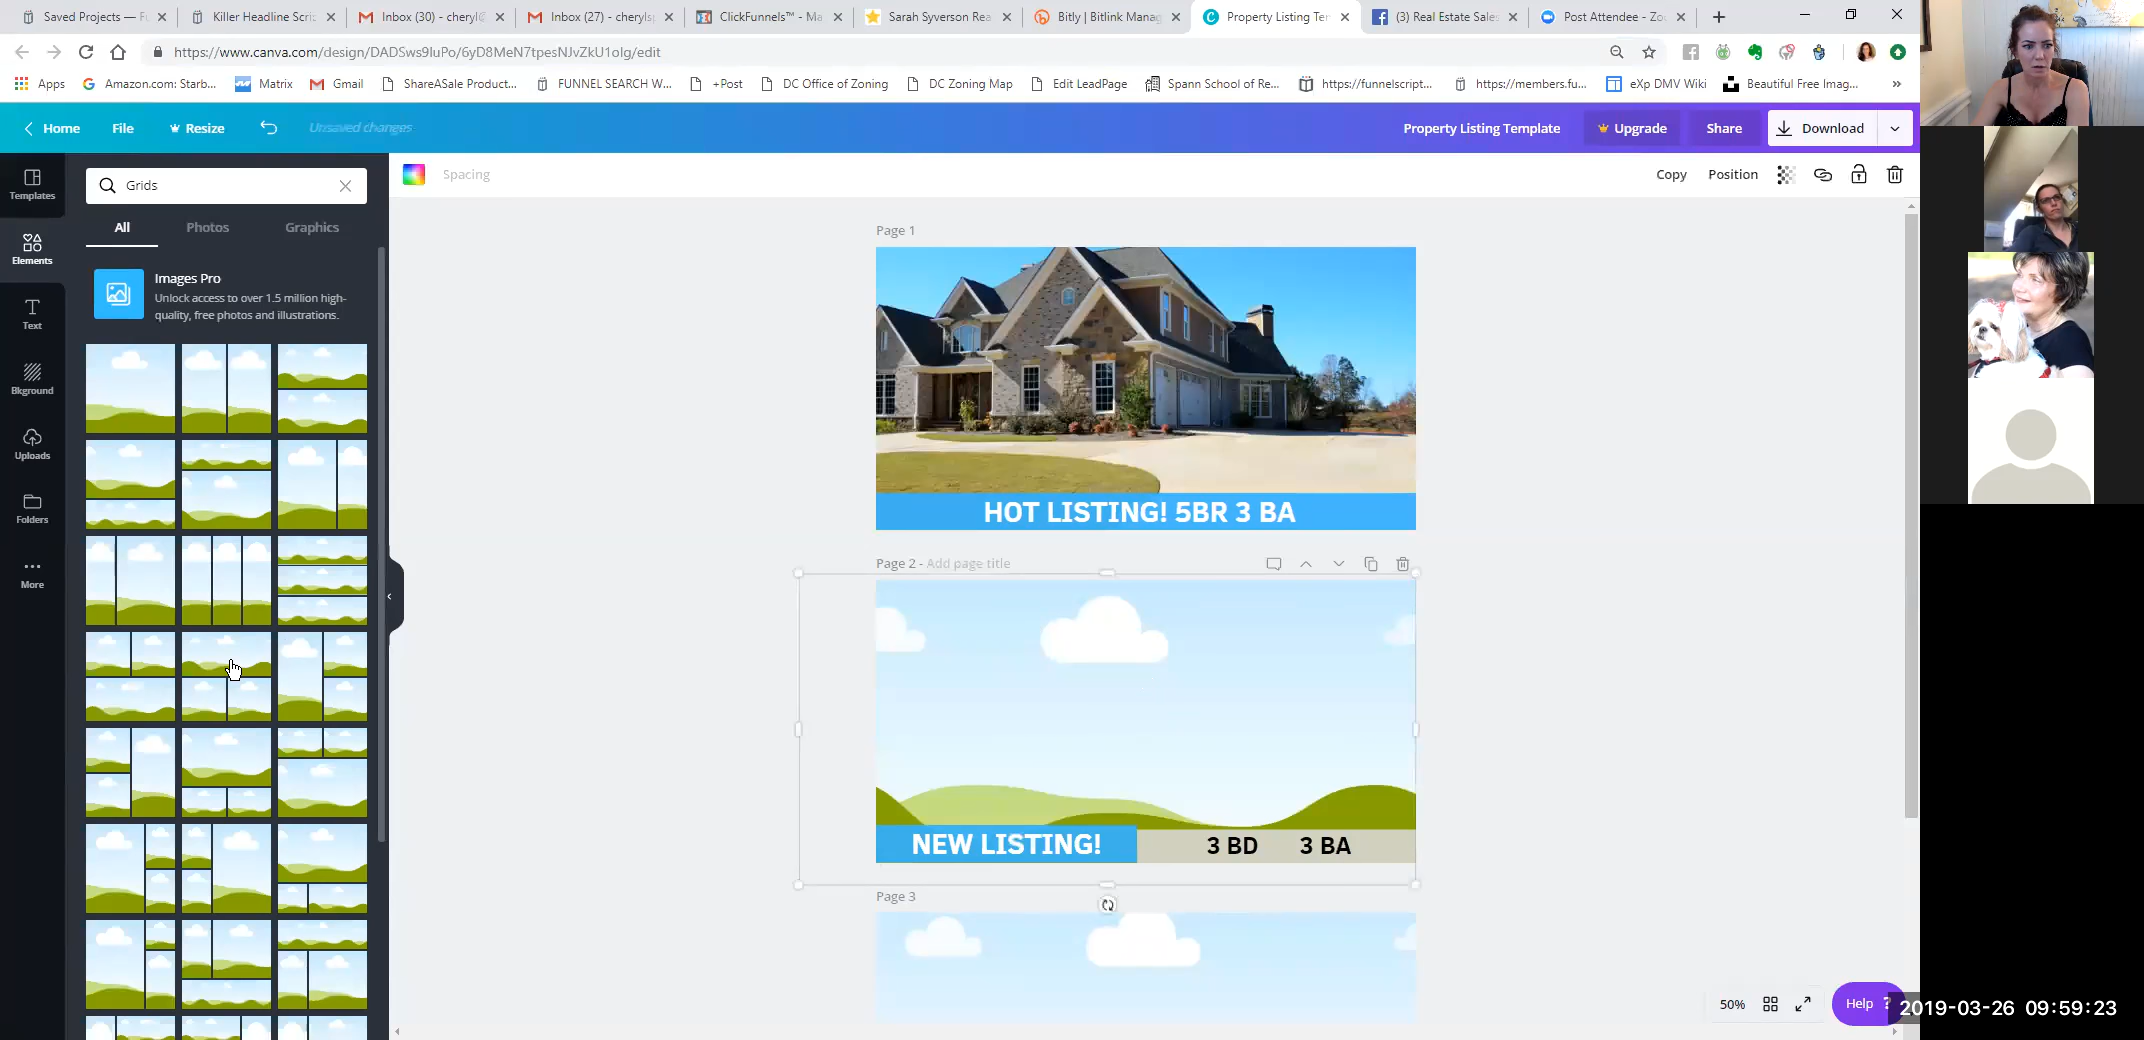 Saved Projects — F
Killer Headline Scri
Inbox (30) - cheryl@
Inbox (27) - cheryls
ClickFunnels™ - Ma
Sarah Syverson Rea
Bitly | Bitlink Manag
Property Listing Te
(3) Real Estate Sales
Post Attendee - Zo
https://www.canva.com/design/DADSws9IuPo/6yD8MeN7tpesNJvZkU1olg/edit
Apps
Amazon.com: Starb...
Matrix
Gmail
ShareASale Product...
FUNNEL SEARCH W...
+Post
DC Office of Zoning
DC Zoning Map
Edit LeadPage
Spann School of Re...
https://funnelscript...
https://members.fu...
eXp DMV Wiki
Beautiful Free Imag...
»
Home
File
Resize
Unsaved changes
Property Listing Template
Upgrade
Share
Download
Templates
Elements
Text
Bkground
Uploads
Folders
More
Grids
All
Photos
Graphics
Images Pro
Unlock access to over 1.5 million high-
quality, free photos and illustrations.
Spacing
Copy
Position
Page 1
HOT LISTING! 5BR 3 BA
Page 2 - Add page title
NEW LISTING!
3 BD
3 BA
Page 3
50%
Help ?
2019-03-26 09:59:23